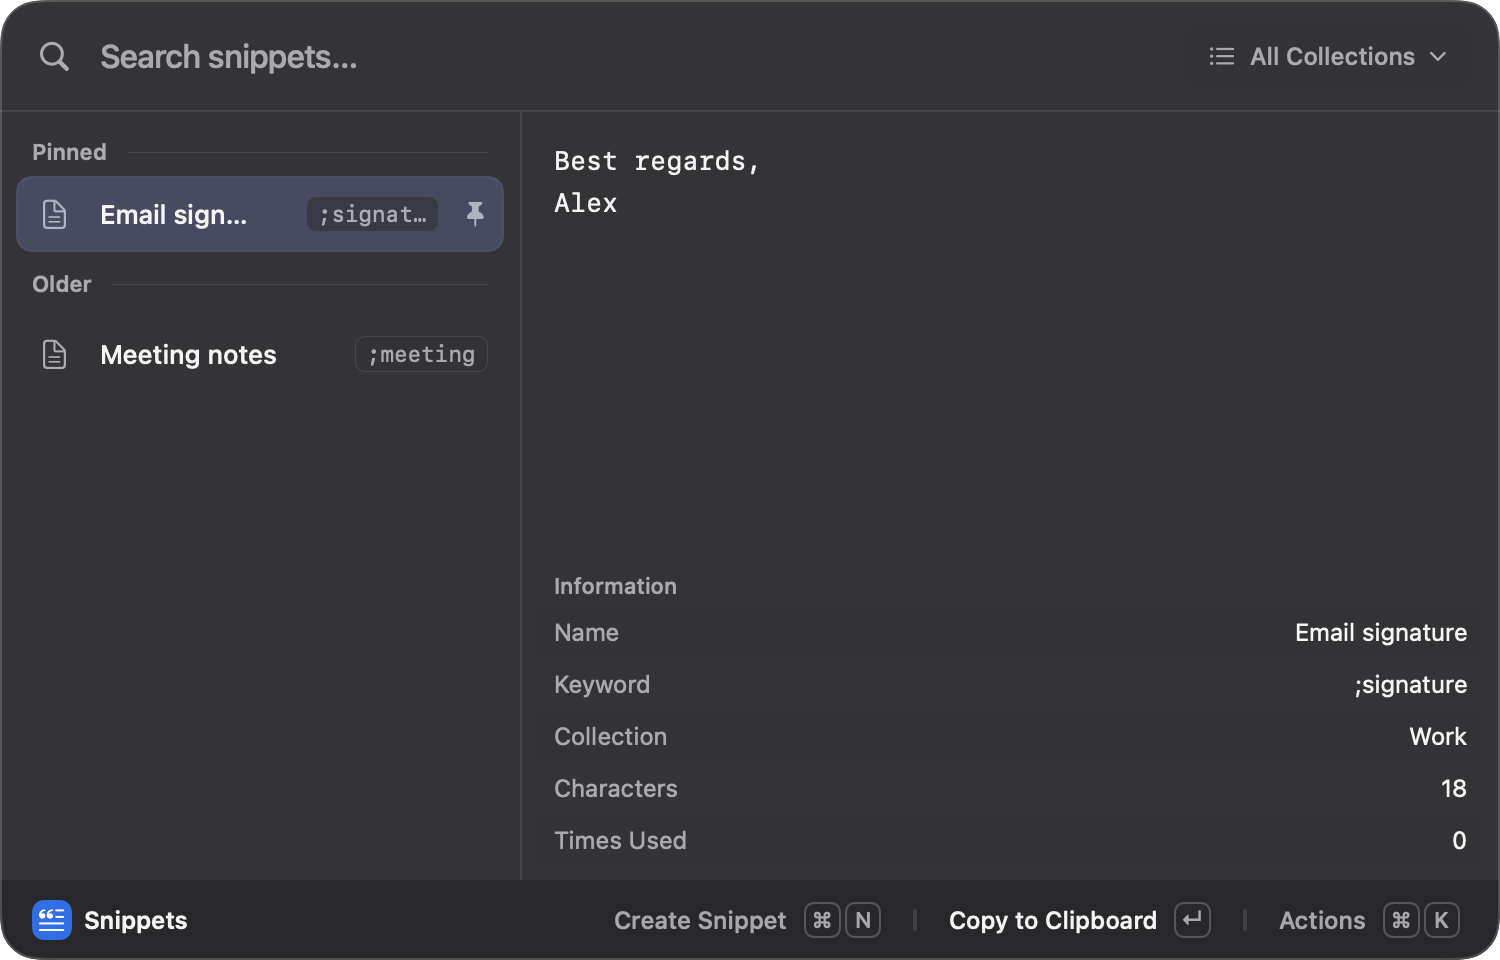 Search snippets...
All Collections
Pinned
Email sign...
;signat...
Older
Meeting notes
;meeting
Best regards,
Alex
Information
Name
Email signature
Keyword
;signature
Collection
Work
Characters
18
Times Used
0
Snippets
Create Snippet ⌘ N
Copy to Clipboard ↵
Actions ⌘ K